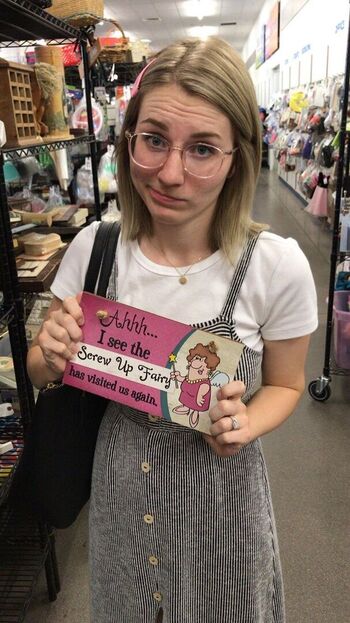 Ahhh...
I see the
Screw Up Fairy
has visited us again.